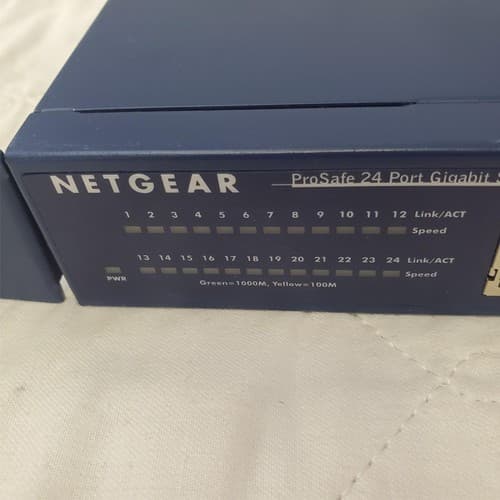 NETGEAR ProSafe 24 Port Gigabit
1 2 3 4 5 6 7 8 9 10 11 12 Link/ACT
Speed
13 14 15 16 17 18 19 20 21 22 23 24 Link/ACT
PWR Speed
Green=1000M, Yellow=100M